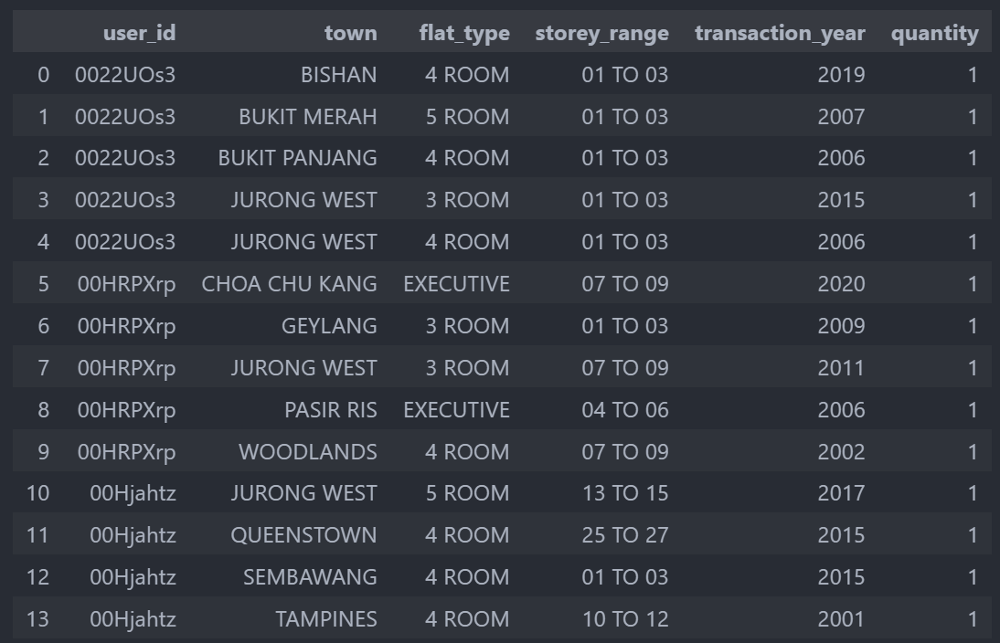 user_id town flat_type storey_range transaction_year quantity
0 0022UOs3 BISHAN 4 ROOM 01 TO 03 2019 1
1 0022UOs3 BUKIT MERAH 5 ROOM 01 TO 03 2007 1
2 0022UOs3 BUKIT PANJANG 4 ROOM 01 TO 03 2006 1
3 0022UOs3 JURONG WEST 3 ROOM 01 TO 03 2015 1
4 0022UOs3 JURONG WEST 4 ROOM 01 TO 03 2006 1
5 00HRPXrp CHOA CHU KANG EXECUTIVE 07 TO 09 2020 1
6 00HRPXrp GEYLANG 3 ROOM 01 TO 03 2009 1
7 00HRPXrp JURONG WEST 3 ROOM 07 TO 09 2011 1
8 00HRPXrp PASIR RIS EXECUTIVE 04 TO 06 2006 1
9 00HRPXrp WOODLANDS 4 ROOM 07 TO 09 2002 1
10 00Hjahtz JURONG WEST 5 ROOM 13 TO 15 2017 1
11 00Hjahtz QUEENSTOWN 4 ROOM 25 TO 27 2015 1
12 00Hjahtz SEMBAWANG 4 ROOM 01 TO 03 2015 1
13 00Hjahtz TAMPINES 4 ROOM 10 TO 12 2001 1